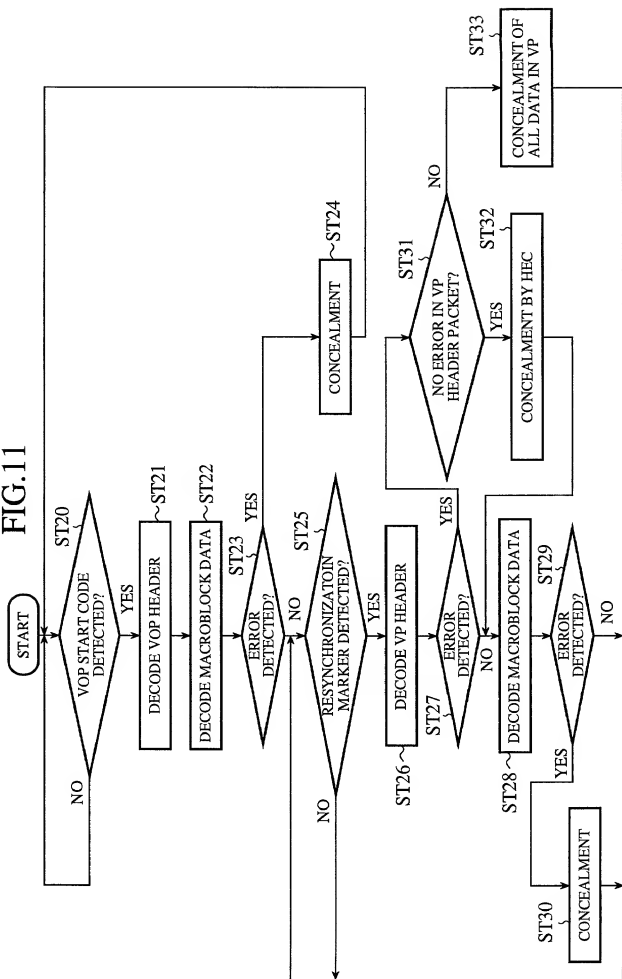 FIG.11
START
ST20
VOP START CODE
DETECTED?
NO
YES
ST21
DECODE VOP HEADER
ST22
DECODE MACROBLOCK DATA
ST23
ERROR
DETECTED?
YES
NO
ST24
CONCEALMENT
ST25
RESYNCHRONIZATOIN
MARKER DETECTED?
NO
YES
ST26
DECODE VP HEADER
ST27
ERROR
DETECTED?
YES
NO
ST28
DECODE MACROBLOCK DATA
ST29
ERROR
DETECTED?
YES
NO
ST30
CONCEALMENT
ST31
NO ERROR IN VP
HEADER PACKET?
NO
YES
ST32
CONCEALMENT BY HEC
ST33
CONCEALMENT OF
ALL DATA IN VP